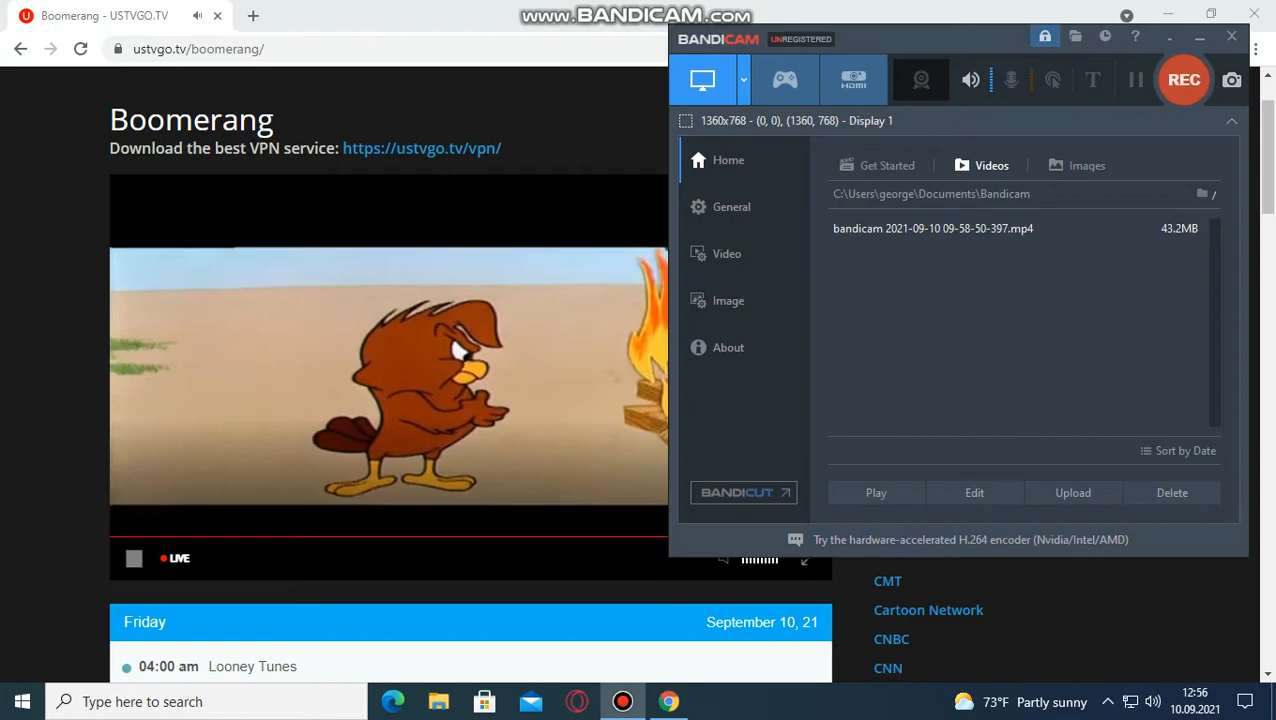 Boomerang - USTVGO.TV
www.BANDICAM.com
ustvgo.tv/boomerang/
BANDICAM UNREGISTERED
HDMI
T
REC
1360x768 - (0, 0), (1360, 768) - Display 1
Boomerang
Download the best VPN service: https://ustvgo.tv/vpn/
Home
General
Video
Image
About
BANDICUT
Get Started
Videos
Images
C:\Users\george\Documents\Bandicam
/
bandicam 2021-09-10 09-58-50-397.mp4 43.2MB
Sort by Date
Play Edit Upload Delete
Try the hardware-accelerated H.264 encoder (Nvidia/Intel/AMD)
LIVE
Friday September 10, 21
04:00 am Looney Tunes
CMT
Cartoon Network
CNBC
CNN
Type here to search
73°F Partly sunny
12:56
10.09.2021